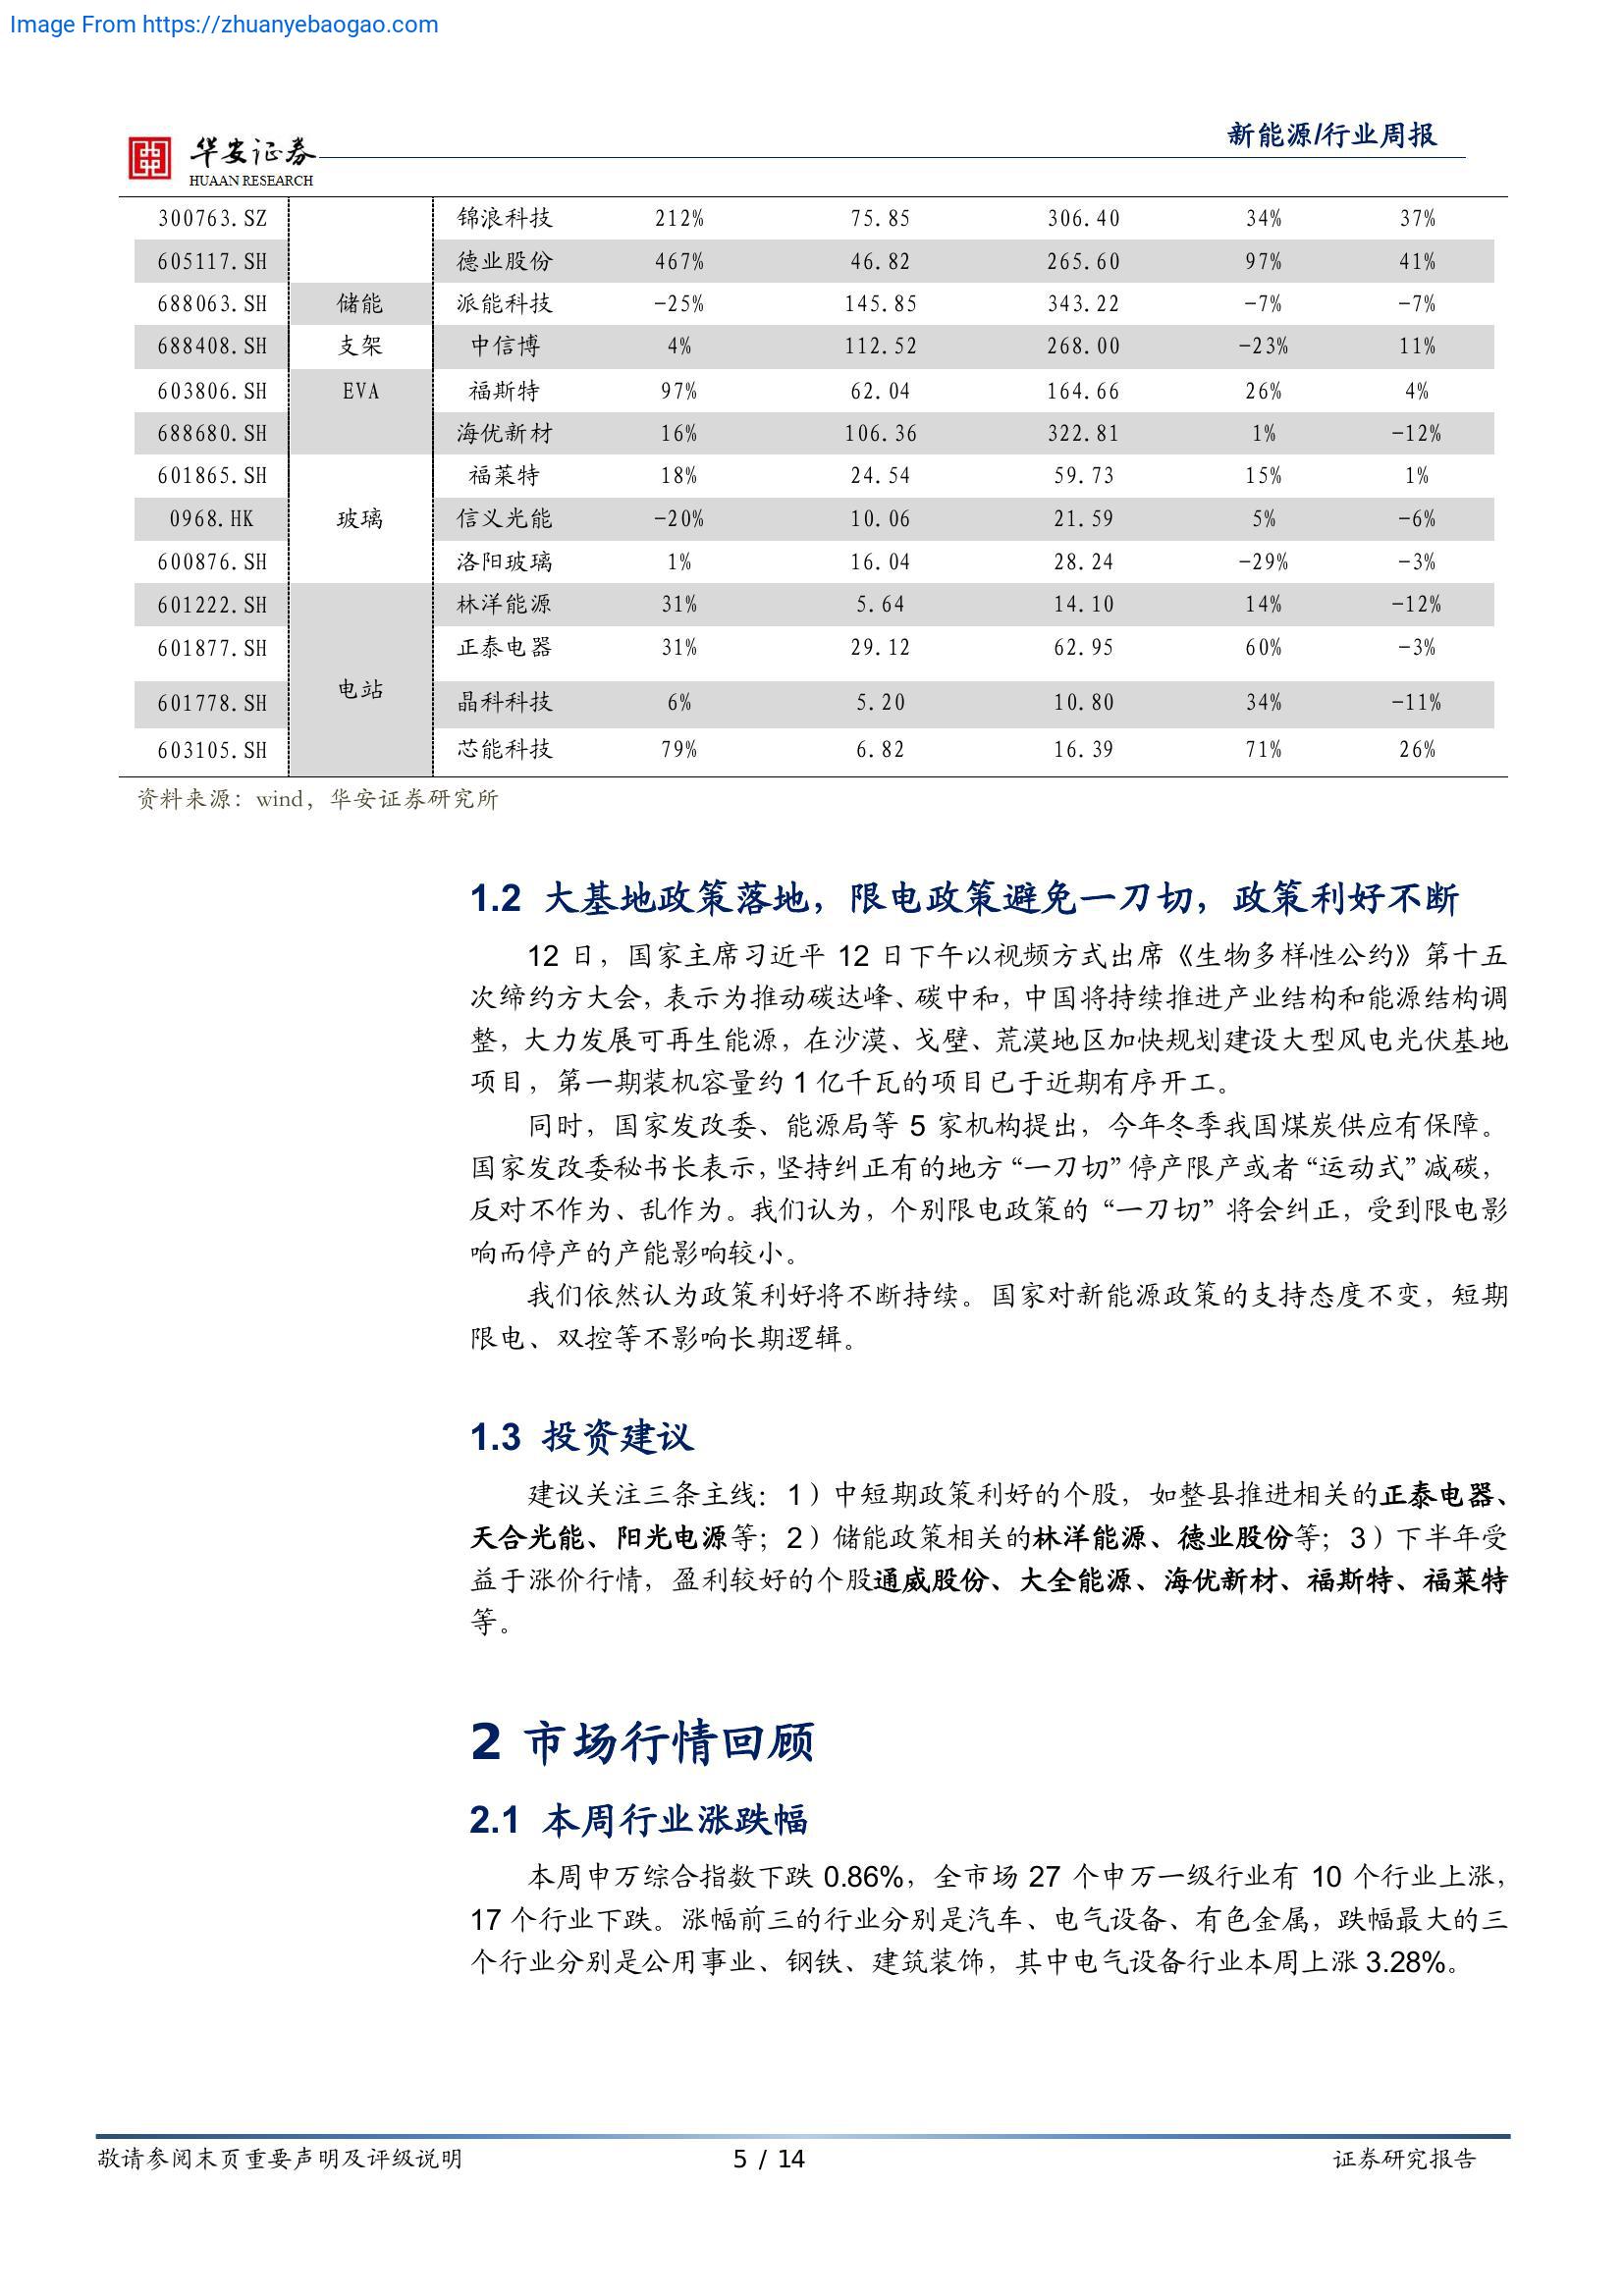 Image From https://zhuanyebaogao.com
新能源/行业周报
华安证券
HUAAN RESEARCH
300763.SZ 锦浪科技 212% 75.85 306.40 34% 37%
605117.SH 德业股份 467% 46.82 265.60 97% 41%
688063.SH 储能 派能科技 -25% 145.85 343.22 -7% -7%
688408.SH 支架 中信博 4% 112.52 268.00 -23% 11%
603806.SH EVA 福斯特 97% 62.04 164.66 26% 4%
688680.SH 海优新材 16% 106.36 322.81 1% -12%
601865.SH 福莱特 18% 24.54 59.73 15% 1%
0968.HK 玻璃 信义光能 -20% 10.06 21.59 5% -6%
600876.SH 洛阳玻璃 1% 16.04 28.24 -29% -3%
601222.SH 林洋能源 31% 5.64 14.10 14% -12%
601877.SH 正泰电器 31% 29.12 62.95 60% -3%
601778.SH 电站 晶科科技 6% 5.20 10.80 34% -11%
603105.SH 芯能科技 79% 6.82 16.39 71% 26%
资料来源：wind，华安证券研究所
1.2 大基地政策落地，限电政策避免一刀切，政策利好不断
12 日，国家主席习近平 12 日下午以视频方式出席《生物多样性公约》第十五
次缔约方大会，表示为推动碳达峰、碳中和，中国将持续推进产业结构和能源结构调
整，大力发展可再生能源，在沙漠、戈壁、荒漠地区加快规划建设大型风电光伏基地
项目，第一期装机容量约 1 亿千瓦的项目已于近期有序开工。
同时，国家发改委、能源局等 5 家机构提出，今年冬季我国煤炭供应有保障。
国家发改委秘书长表示，坚持纠正有的地方“一刀切”停产限产或者“运动式”减碳，
反对不作为、乱作为。我们认为，个别限电政策的“一刀切”将会纠正，受到限电影
响而停产的产能影响较小。
我们依然认为政策利好将不断持续。国家对新能源政策的支持态度不变，短期
限电、双控等不影响长期逻辑。
1.3 投资建议
建议关注三条主线：1）中短期政策利好的个股，如整县推进相关的正泰电器、
天合光能、阳光电源等；2）储能政策相关的林洋能源、德业股份等；3）下半年受
益于涨价行情，盈利较好的个股通威股份、大全能源、海优新材、福斯特、福莱特
等。
2 市场行情回顾
2.1 本周行业涨跌幅
本周申万综合指数下跌 0.86%，全市场 27 个申万一级行业有 10 个行业上涨，
17 个行业下跌。涨幅前三的行业分别是汽车、电气设备、有色金属，跌幅最大的三
个行业分别是公用事业、钢铁、建筑装饰，其中电气设备行业本周上涨 3.28%。
敬请参阅末页重要声明及评级说明 5 / 14 证券研究报告